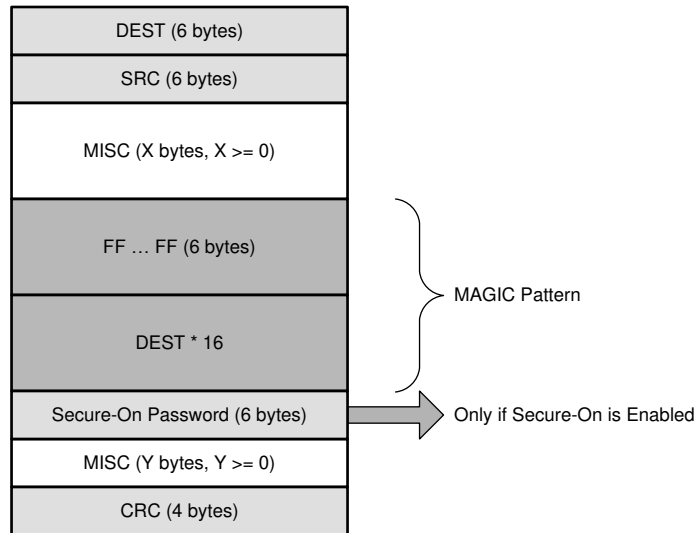 DEST (6 bytes)
SRC (6 bytes)
MISC (X bytes, X >= 0)
FF … FF (6 bytes)
MAGIC Pattern
DEST * 16
Secure-On Password (6 bytes)
Only if Secure-On is Enabled
MISC (Y bytes, Y >= 0)
CRC (4 bytes)